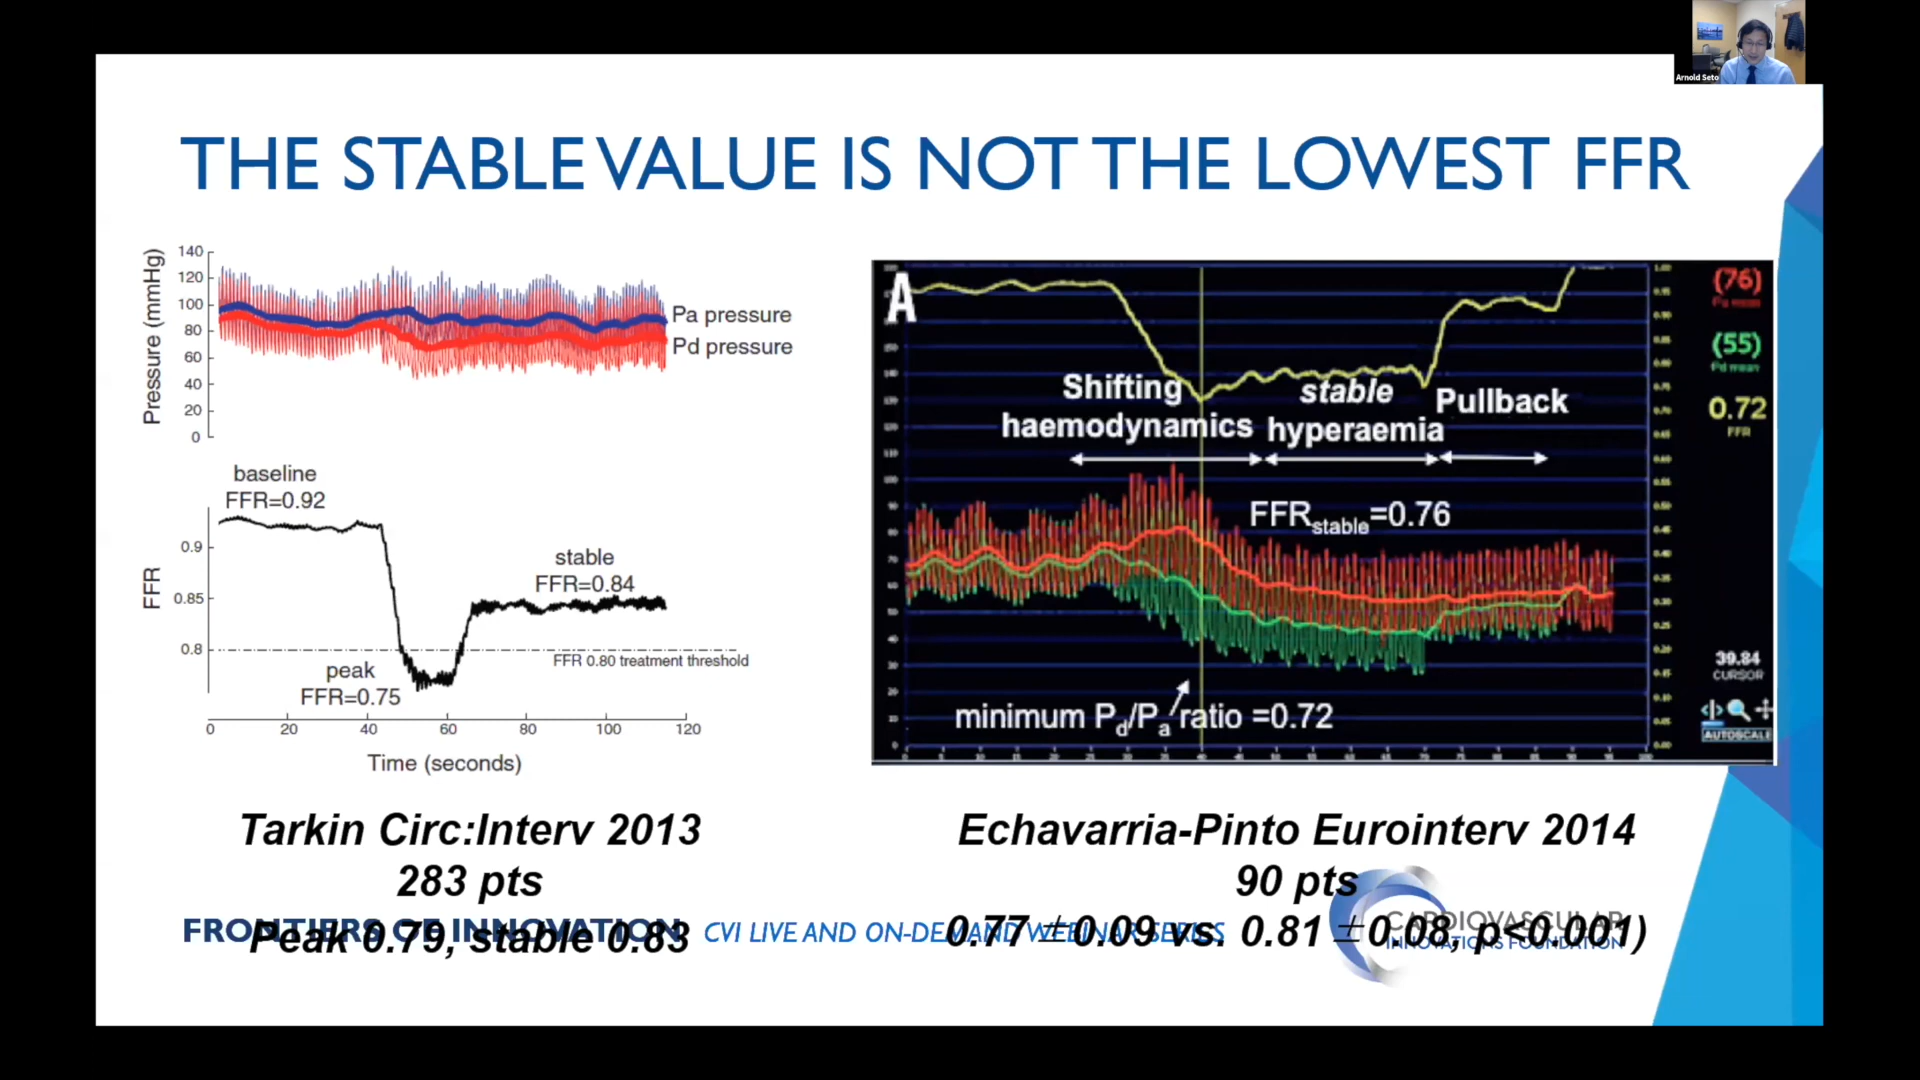 Arnold Seto
THE STABLE VALUE IS NOT THE LOWEST FFR
Pressure (mmHg)
140
120
100
80
60
40
20
0
Pa pressure
Pd pressure
baseline
FFR=0.92
FFR
0.9
0.85
0.8
stable
FFR=0.84
FFR 0.80 treatment threshold
peak
FFR=0.75
0 20 40 60 80 100 120
Time (seconds)
A
Shifting
haemodynamics
stable
hyperaemia
Pullback
FFRstable=0.76
minimum Pd/Pa ratio =0.72
(76)
Pa mean
(55)
Pd mean
0.72
FFR
39.84
CURSOR
AUTOSCALE
Tarkin Circ:Interv 2013
283 pts
Peak 0.79, stable 0.83
Echavarria-Pinto Eurointerv 2014
90 pts
0.77 ±0.09 vs. 0.81 ±0.08, p<0.001)
FRONTIERS OF INNOVATION
CVI LIVE AND ON-DEMAND WEBINAR SERIES
CARDIOVASCULAR
INNOVATIONS FOUNDATION